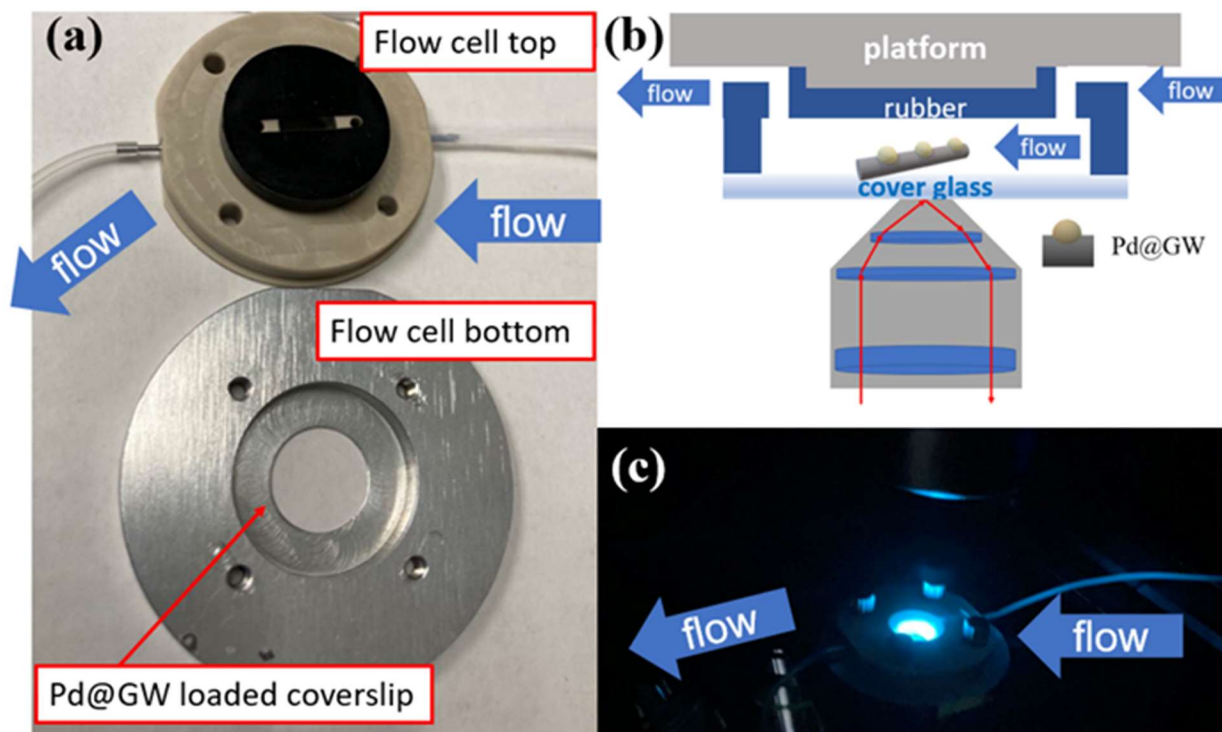 (a)
Flow cell top
flow
flow
Flow cell bottom
Pd@GW loaded coverslip
(b)
platform
flow
flow
rubber
flow
cover glass
Pd@GW
(c)
flow
flow